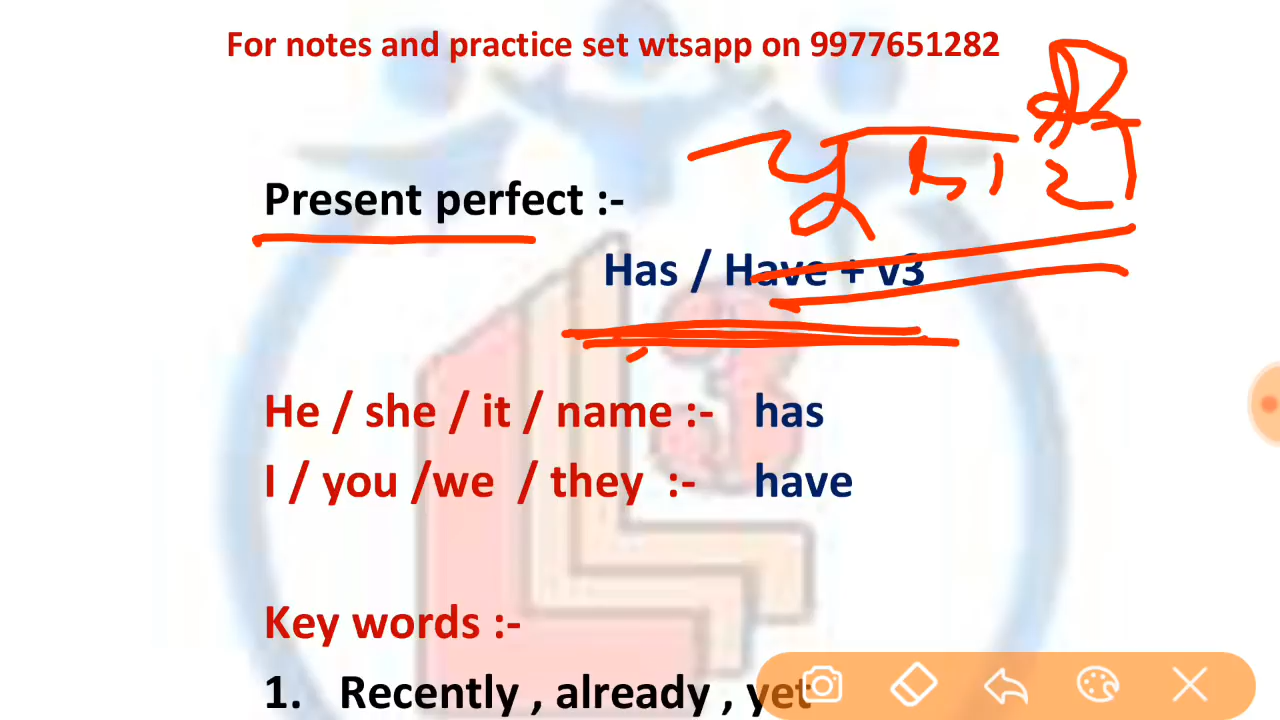 For notes and practice set wtsapp on 9977651282
Present perfect :-
Has / Have + v3
He / she / it / name :- has
I / you /we / they :- have
Key words :-
1. Recently , already , yet